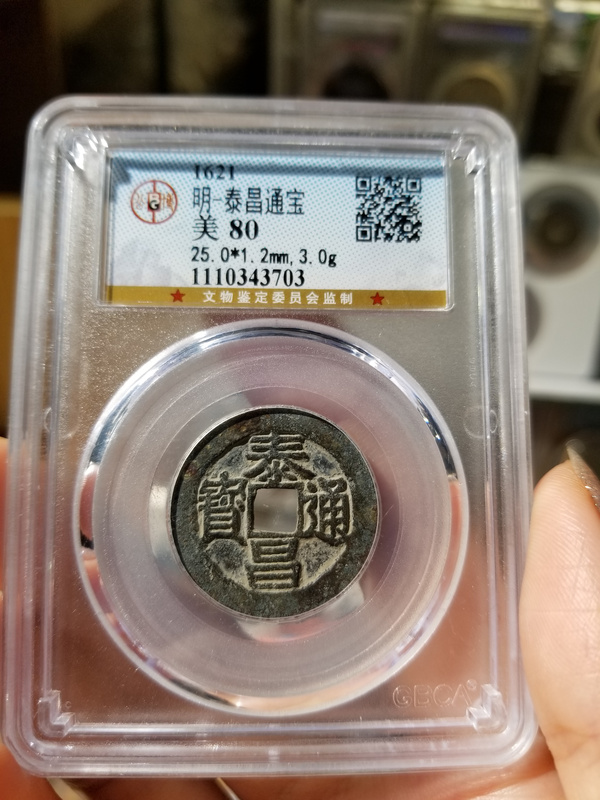 1621
明-泰昌通宝
美 80
25.0*1.2mm,3.0g
1110343703
★ 文物鉴定委员会监制 ★
泰
寶 通
昌
GBCA